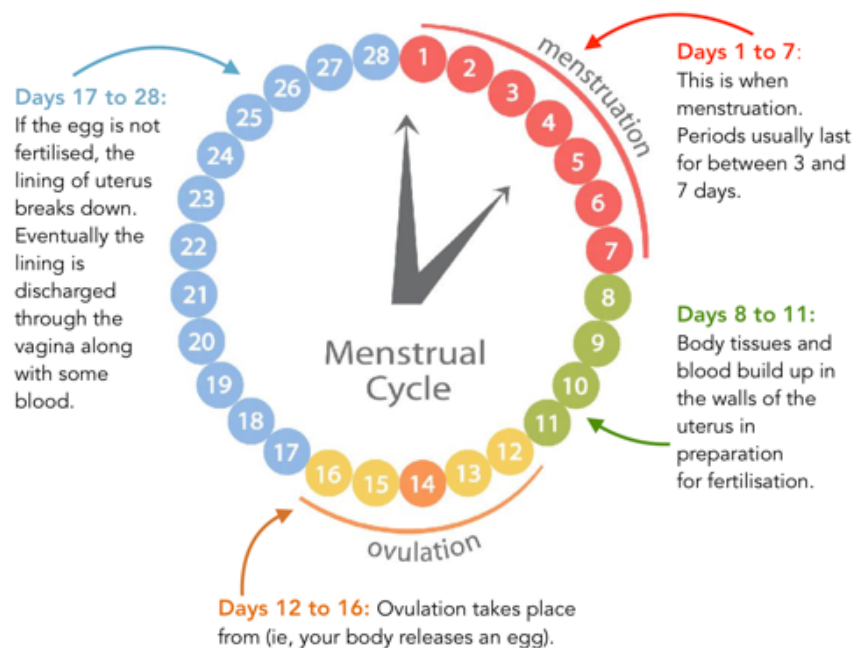 Days 1 to 7:
This is when
menstruation.
Periods usually last
for between 3 and
7 days.
Days 17 to 28:
If the egg is not
fertilised, the
lining of uterus
breaks down.
Eventually the
lining is
discharged
through the
vagina along
with some
blood.
menstruation
1
2
3
4
5
6
7
8
9
10
11
12
13
14
15
16
17
18
19
20
21
22
23
24
25
26
27
28
Menstrual
Cycle
Days 8 to 11:
Body tissues and
blood build up in
the walls of the
uterus in
preparation
for fertilisation.
ovulation
Days 12 to 16: Ovulation takes place
from (ie, your body releases an egg).